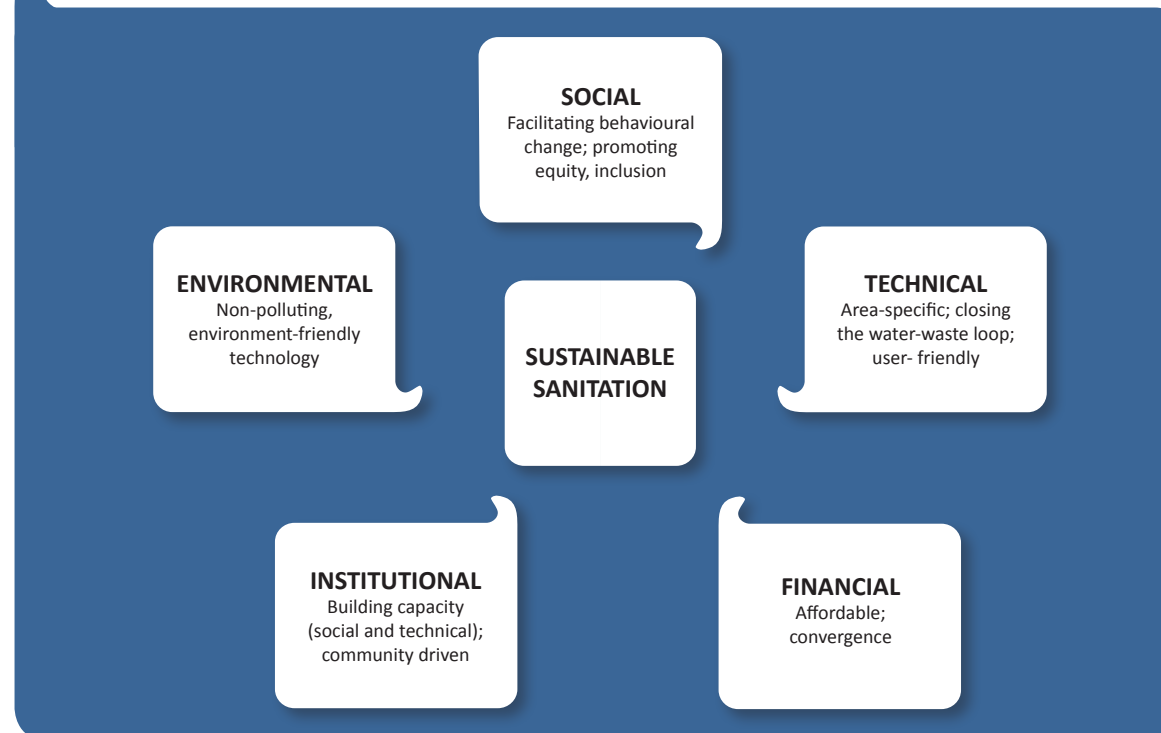 SOCIAL
Facilitating behavioural
change; promoting
equity, inclusion
ENVIRONMENTAL
Non-polluting,
environment-friendly
technology
TECHNICAL
Area-specific; closing
the water-waste loop;
user- friendly
SUSTAINABLE
SANITATION
INSTITUTIONAL
Building capacity
(social and technical);
community driven
FINANCIAL
Affordable;
convergence